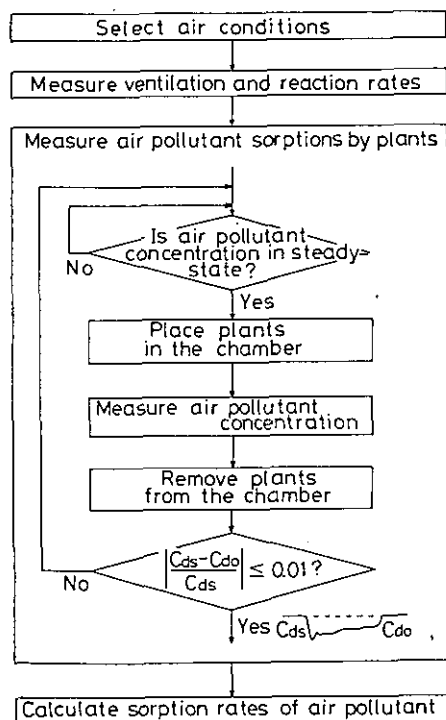 Select air conditions
Measure ventilation and reaction rates
Measure air pollutant sorptions by plants
Is air pollutant
concentration in steady-
state?
No
Yes
Place plants
in the chamber
Measure air pollutant
concentration
Remove plants
from the chamber
|Cds-Cdo / Cds| ≤ 0.01?
No
Yes Cds Cdo
Calculate sorption rates of air pollutant